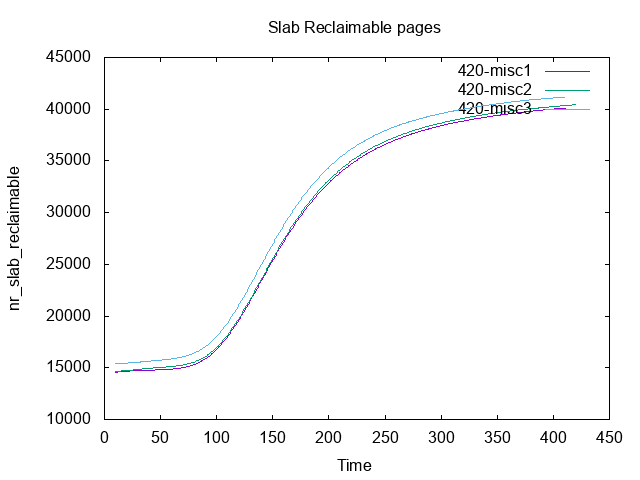 Slab Reclaimable pages
45000
40000
35000
30000
25000
20000
15000
10000
nr_slab_reclaimable
420-misc1
420-misc2
420-misc3
0 50 100 150 200 250 300 350 400 450
Time